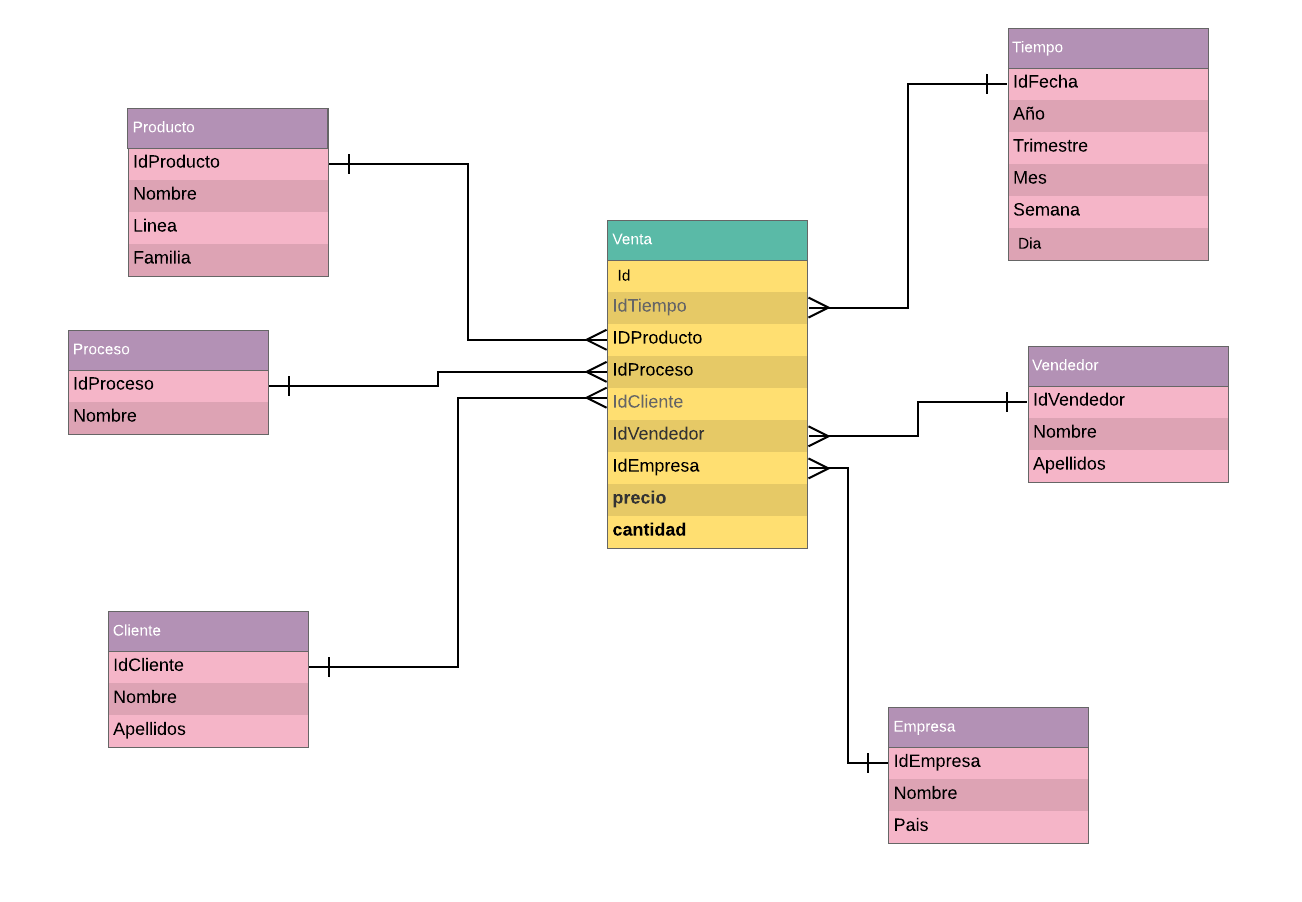 Producto
IdProducto
Nombre
Linea
Familia
Proceso
IdProceso
Nombre
Cliente
IdCliente
Nombre
Apellidos
Venta
Id
IdTiempo
IDProducto
IdProceso
IdCliente
IdVendedor
IdEmpresa
precio
cantidad
Tiempo
IdFecha
Año
Trimestre
Mes
Semana
Dia
Vendedor
IdVendedor
Nombre
Apellidos
Empresa
IdEmpresa
Nombre
Pais